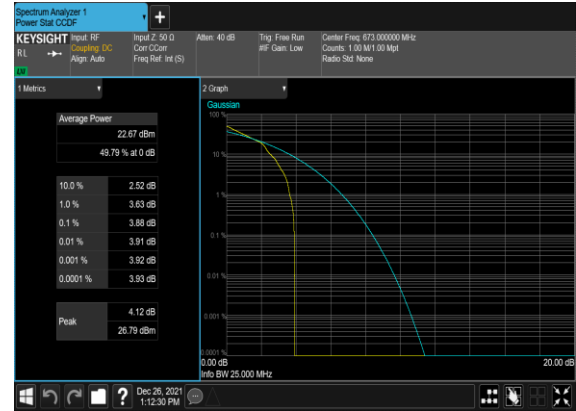 Spectrum Analyzer 1
Power Stat CCDF
+
KEYSIGHT
RL
LU
Input: RF
Coupling: DC
Align: Auto
Input Z: 50 Ω
Corr CCorr
Freq Ref: Int (S)
Atten: 40 dB
Trig: Free Run
#IF Gain: Low
Center Freq: 673.000000 MHz
Counts: 1.00 M/1.00 Mpt
Radio Std: None
1 Metrics
Average Power
22.67 dBm
49.79 % at 0 dB
10.0 % 2.52 dB
1.0 % 3.63 dB
0.1 % 3.88 dB
0.01 % 3.91 dB
0.001 % 3.92 dB
0.0001 % 3.93 dB
Peak
4.12 dB
26.79 dBm
2 Graph
Gaussian
100 %
10 %
1 %
0.1 %
0.01 %
0.001 %
0.0001 %
0.00 dB 20.00 dB
Info BW 25.000 MHz
?
Dec 26, 2021
1:12:30 PM